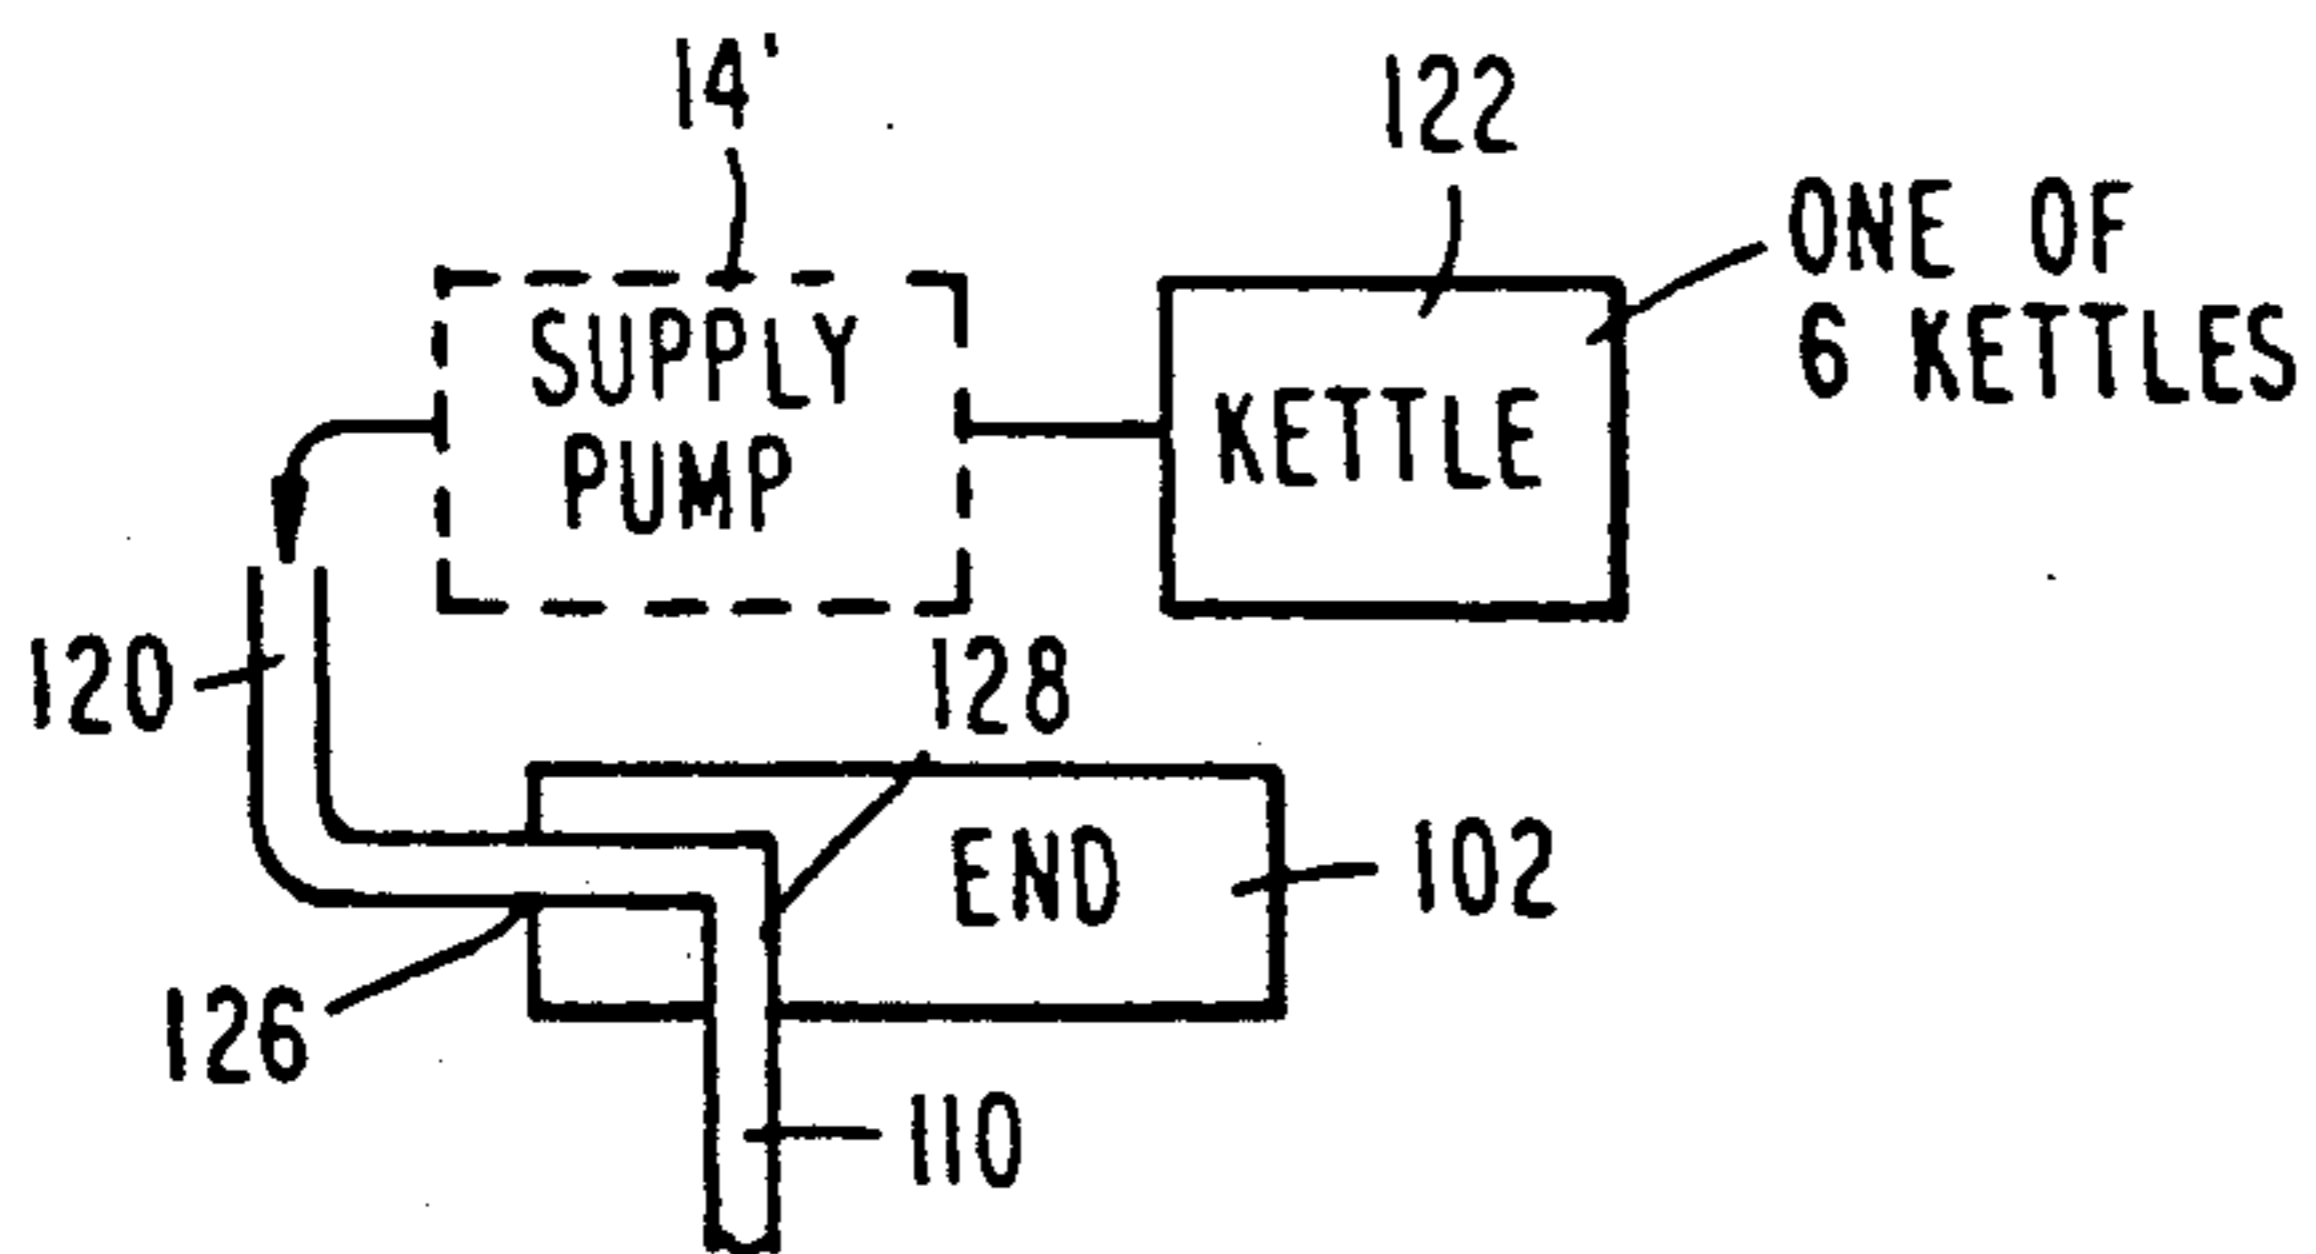 14'
122
ONE OF
6 KETTLES
SUPPLY
PUMP
KETTLE
120
128
END
102
126
110